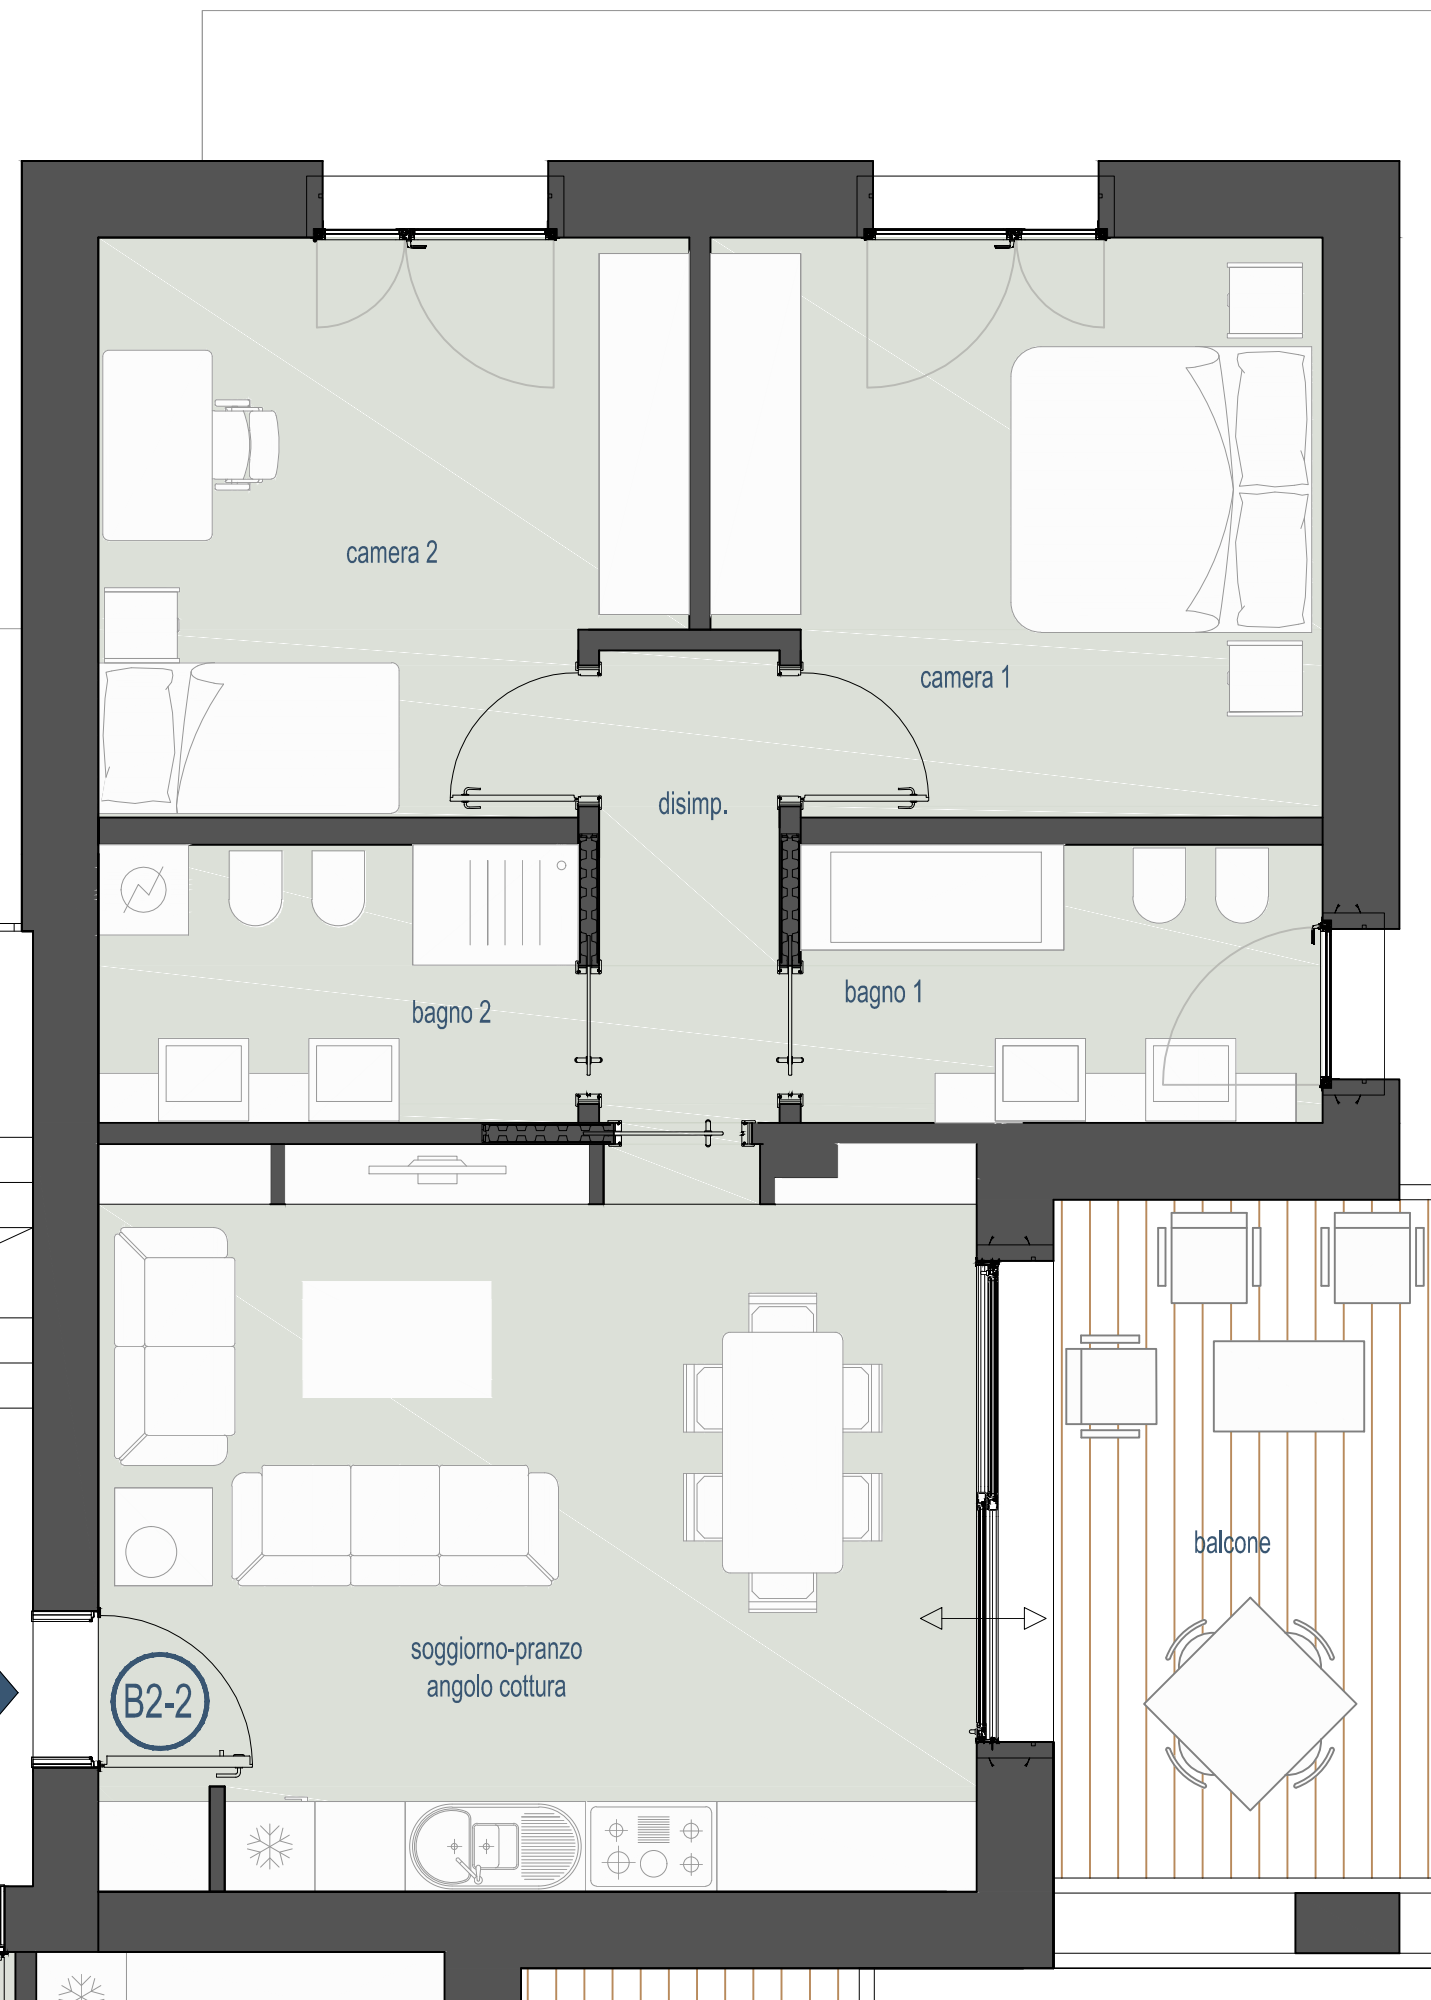 camera 2
camera 1
disimp.
bagno 2
bagno 1
balcone
soggiorno-pranzo
angolo cottura
B2-2